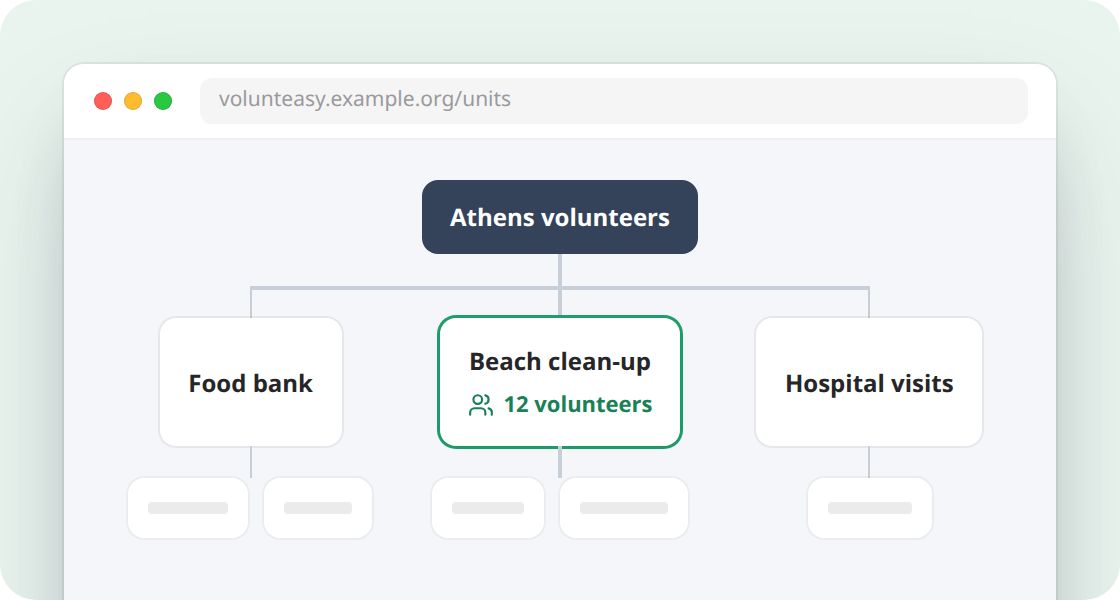 volunteasy.example.org/units
Athens volunteers
Food bank
Beach clean-up
12 volunteers
Hospital visits